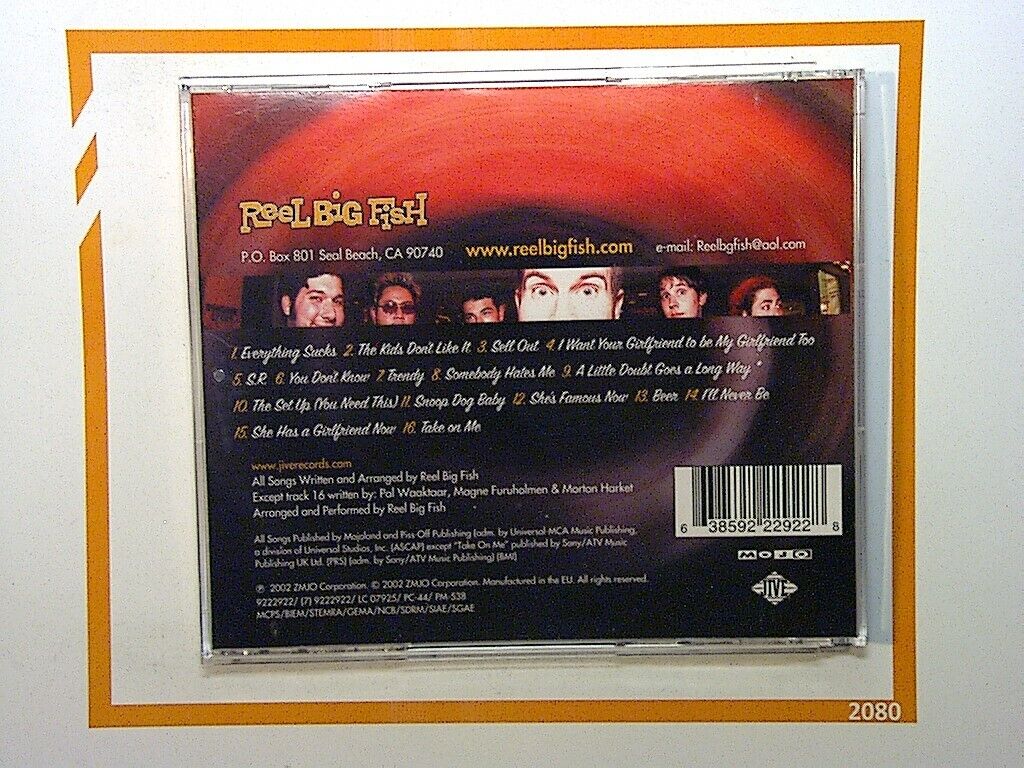 ReeL BiG FisH
P.O. Box 801 Seal Beach, CA 90740 www.reelbigfish.com e-mail: Reelbgfish@aol.com
1. Everything Sucks 2. The Kids Don't Like It 3. Sell Out 4. I Want Your Girlfriend to be My Girlfriend Too
5. S.R. 6. You Don't Know 7. Trendy 8. Somebody Hates Me 9. A Little Doubt Goes a Long Way *
10. The Set Up (You Need This) 11. Snoop Dog Baby 12. She's Famous Now 13. Beer 14. I'll Never Be
15. She Has a Girlfriend Now 16. Take on Me
www.jiverecords.com
All Songs Written and Arranged by Reel Big Fish
Except track 16 written by: Pal Waaktaar, Magne Furuholmen & Morton Harket
Arranged and Performed by Reel Big Fish
All Songs Published by Mojoland and Piss Off Publishing (adm. by Universal-MCA Music Publishing,
a division of Universal Studios, Inc. (ASCAP) except "Take On Me" published by Sony/ATV Music
Publishing UK Ltd. (PRS) (adm. by Sony/ATV Music Publishing) (BMI)
℗ 2002 ZMJO Corporation. © 2002 ZMJO Corporation. Manufactured in the EU. All rights reserved.
9222922/ (7) 9222922/ LC 07925/ PC-44/ PM-538
MCPS/BIEM/STEMRA/GEMA/NCB/SDRM/SIAE/SGAE
6 38592 22922 8
MOJO
JIVE
2080